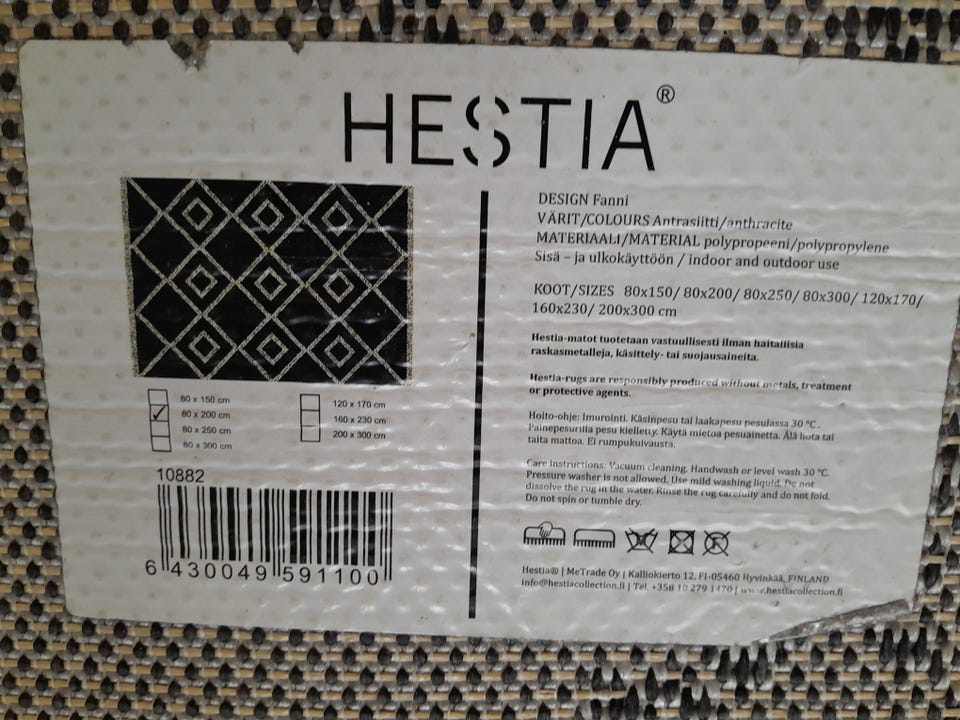 HESTIA®
DESIGN Fanni
VÄRIT/COLOURS Antrasiitti/anthracite
MATERIAALI/MATERIAL polypropeeni/polypropylene
Sisä – ja ulkokäyttöön / indoor and outdoor use
KOOT/SIZES 80x150/ 80x200/ 80x250/ 80x300/ 120x170/
160x230/ 200x300 cm
Hestia-matot tuotetaan vastuullisesti ilman haitallisia
raskasmetalleja, käsittely- tai suojausaineita.
Hestia-rugs are responsibly produced without metals, treatment
or protective agents.
Hoito-ohje: Imurointi. Käsinpesu tai laakapesu pesulassa 30 °C.
Painepesurilla pesu kielletty. Käytä mietoa pesuainetta. Älä liota tai
taita mattoa. Ei rumpukuivausta.
Care instructions: Vacuum cleaning. Handwash or level wash 30 °C.
Pressure washer is not allowed. Use mild washing liquid. Do not
dissolve the rug in the water. Rinse the rug carefully and do not fold.
Do not spin or tumble dry.
Hestia® | MeTrade Oy | Kalliokierto 12, FI-05460 Hyvinkää, FINLAND
info@hestiacollection.fi | Tel. +358 10 279 1470 | www.hestiacollection.fi
80 x 150 cm
80 x 200 cm
80 x 250 cm
80 x 300 cm
120 x 170 cm
160 x 230 cm
200 x 300 cm
10882
6 430049 591100